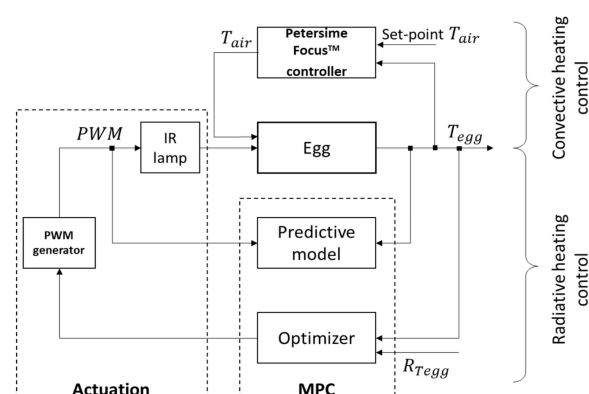 T_air
Petersime
Focus™
controller
Set-point T_air
Convective heating
control
PWM
IR
lamp
Egg
T_egg
PWM
generator
Predictive
model
Radiative heating
control
Optimizer
R_Tegg
Actuation
MPC